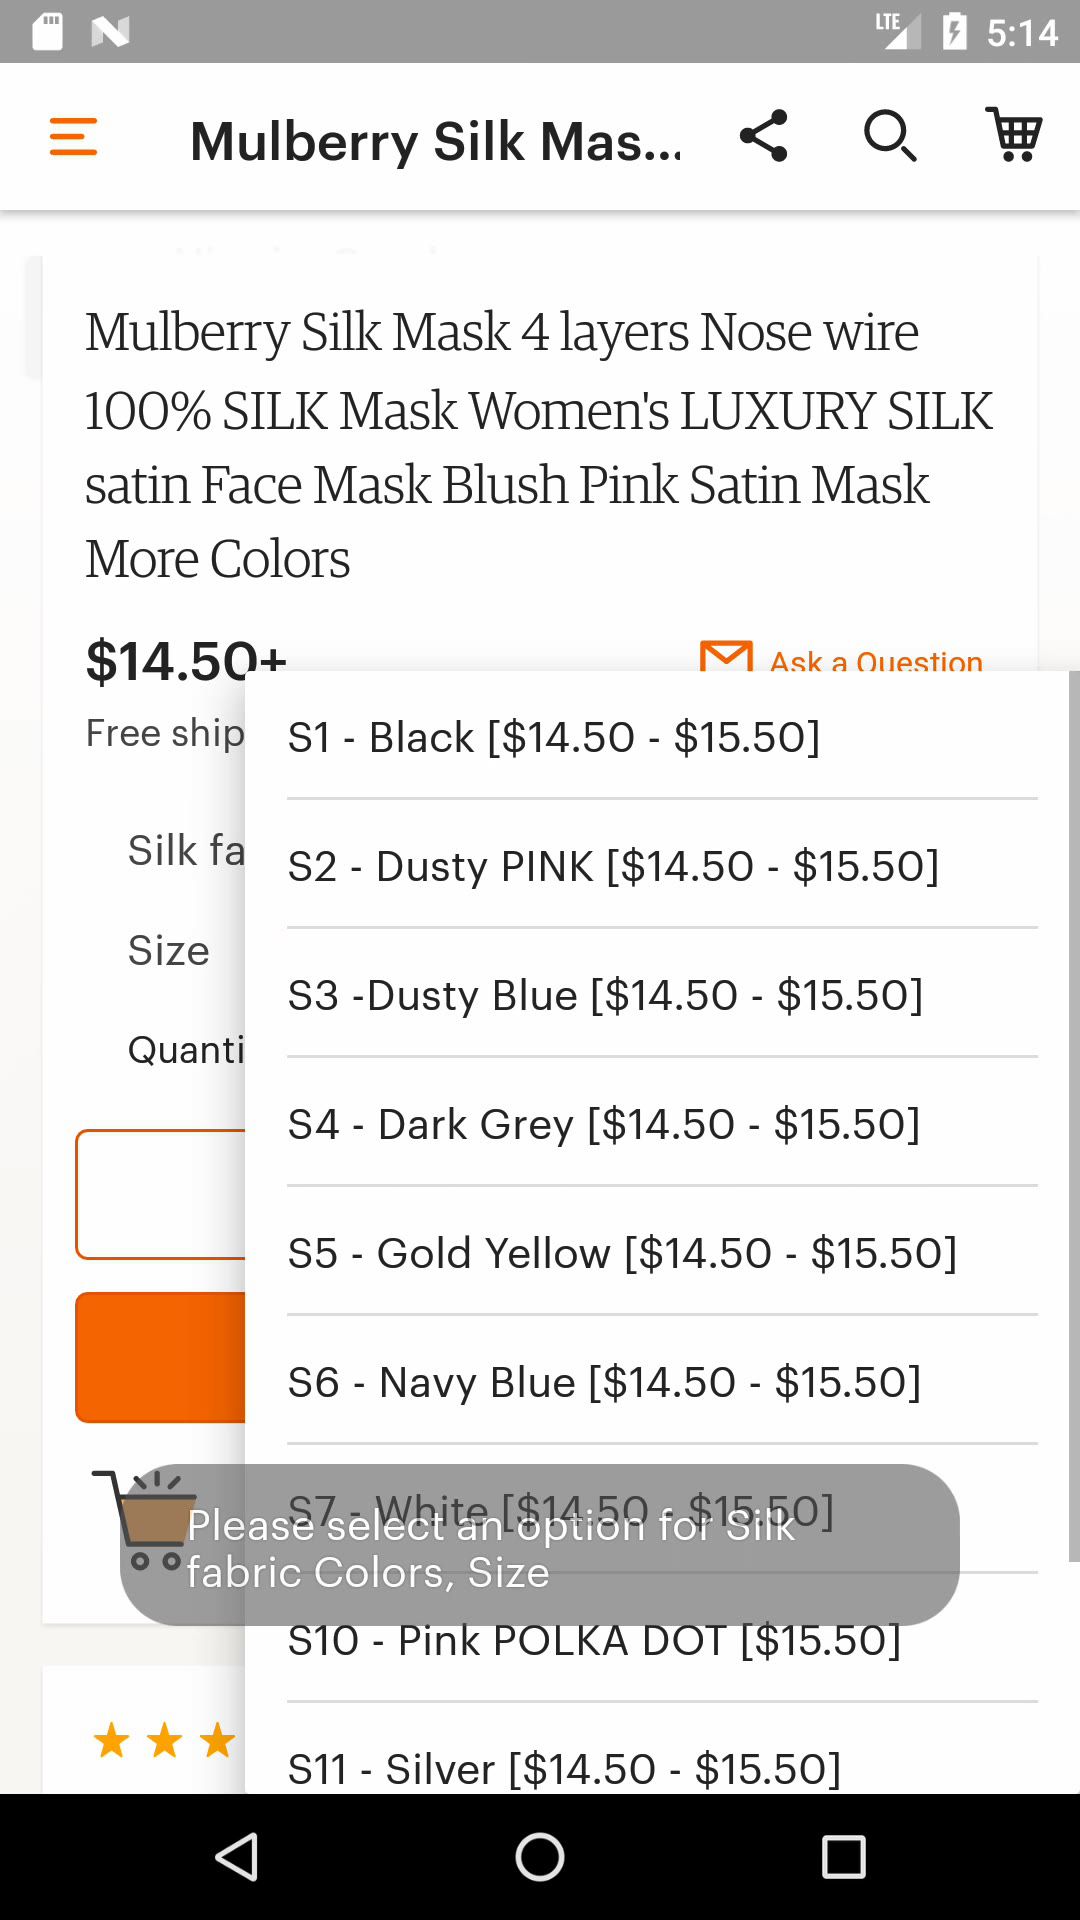 LTE 5:14
Mulberry Silk Mas...
Mulberry Silk Mask 4 layers Nose wire
100% SILK Mask Women's LUXURY SILK
satin Face Mask Blush Pink Satin Mask
More Colors
$14.50+
Ask a Question
Free ship
Silk fa
Size
Quanti
S1 - Black [$14.50 - $15.50]
S2 - Dusty PINK [$14.50 - $15.50]
S3 -Dusty Blue [$14.50 - $15.50]
S4 - Dark Grey [$14.50 - $15.50]
S5 - Gold Yellow [$14.50 - $15.50]
S6 - Navy Blue [$14.50 - $15.50]
S7 - White [$14.50 - $15.50]
Please select an option for Silk
fabric Colors, Size
S10 - Pink POLKA DOT [$15.50]
S11 - Silver [$14.50 - $15.50]